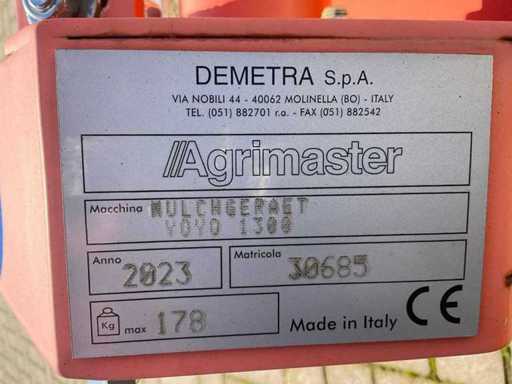 DEMETRA S.p.A.
VIA NOBILI 44 - 40062 MOLINELLA (BO) - ITALY
TEL. (051) 882701 r.a. - FAX (051) 882542
Agrimaster
Macchina MULCHGERAET
YOYO 1300
Anno 2023 Matricola 30685
Kg max 178 Made in Italy CE